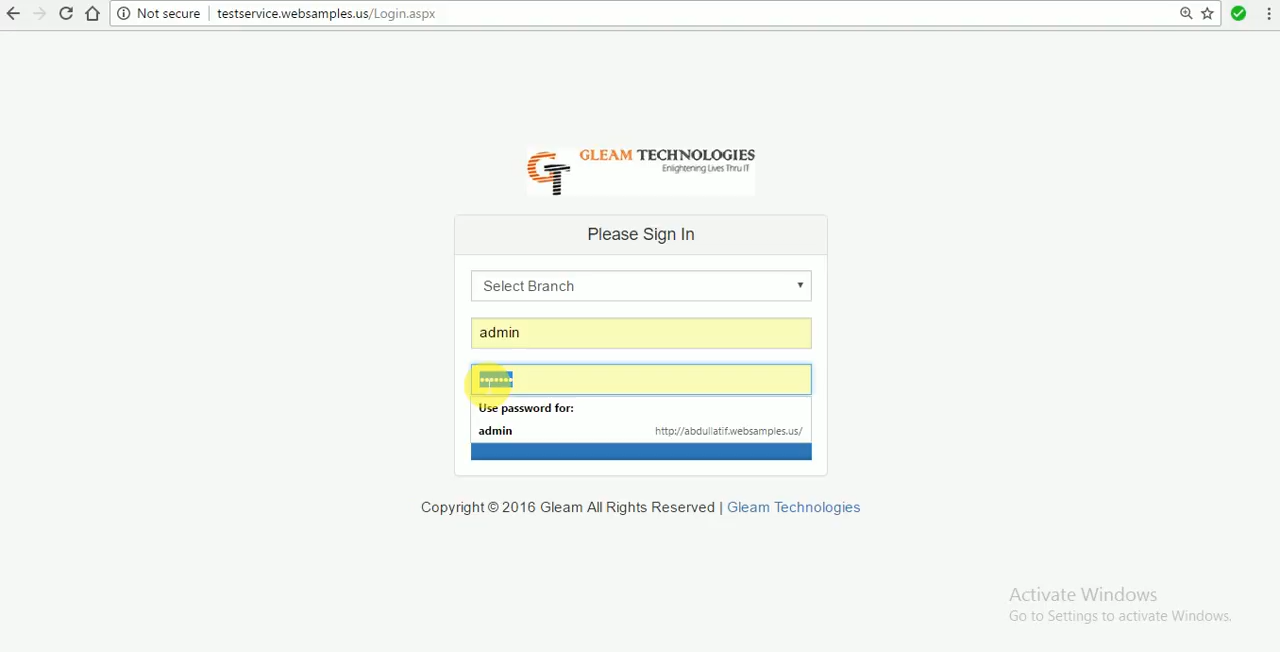 Not secure | testservice.websamples.us/Login.aspx
GLEAM TECHNOLOGIES
Enlightening Lives Thru IT
Please Sign In
Select Branch
admin
•••••••
Use password for:
admin http://abdullatif.websamples.us/
Copyright © 2016 Gleam All Rights Reserved | Gleam Technologies
Activate Windows
Go to Settings to activate Windows.